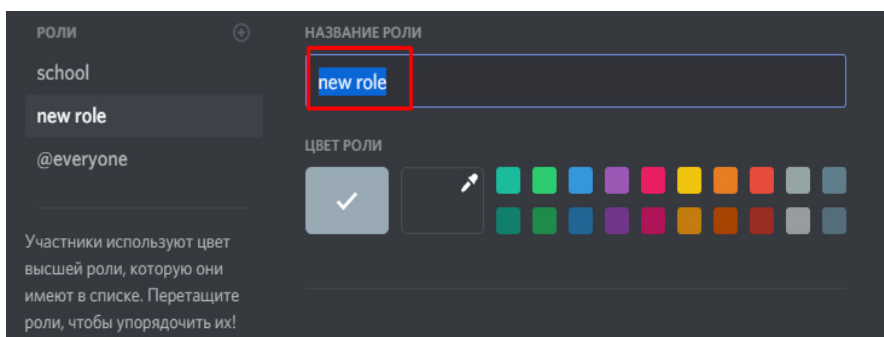 РОЛИ
school
new role
@everyone
Участники используют цвет
высшей роли, которую они
имеют в списке. Перетащите
роли, чтобы упорядочить их!
НАЗВАНИЕ РОЛИ
new role
ЦВЕТ РОЛИ